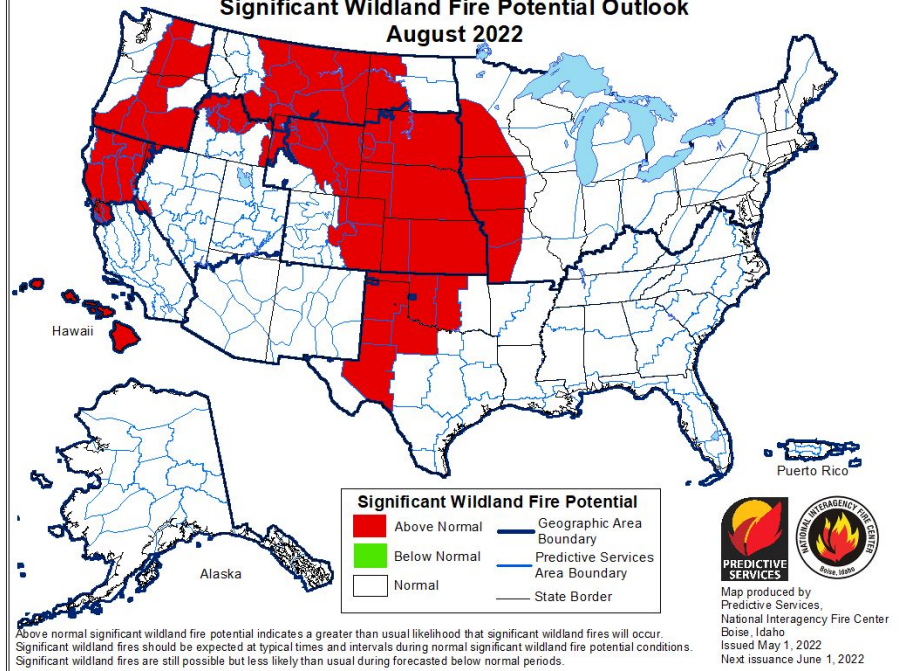 Significant Wildland Fire Potential Outlook
August 2022
Hawaii
Alaska
Puerto Rico
Significant Wildland Fire Potential
Above Normal
Below Normal
Normal
Geographic Area
Boundary
Predictive Services
Area Boundary
State Border
PREDICTIVE
SERVICES
NATIONAL INTERAGENCY FIRE CENTER
Boise, Idaho
Map produced by
Predictive Services,
National Interagency Fire Center
Boise, Idaho
Issued May 1, 2022
Next issuance June 1, 2022
Above normal significant wildland fire potential indicates a greater than usual likelihood that significant wildland fires will occur.
Significant wildland fires should be expected at typical times and intervals during normal significant wildland fire potential conditions.
Significant wildland fires are still possible but less likely than usual during forecasted below normal periods.